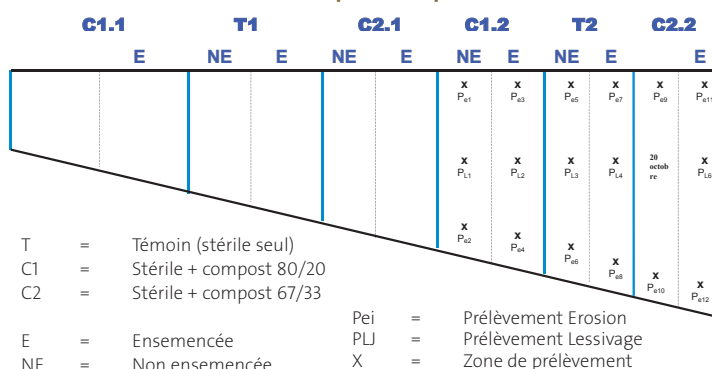 C1.1 T1 C2.1 C1.2 T2 C2.2
E NE E NE E NE E NE E E
x x x x x x
Pe1 Pe3 Pe5 Pe7 Pe9 Pe11
x x x x 20 octob re x
PL1 PL2 PL3 PL4 PL6
x x x x x x
Pe2 Pe4 Pe6 Pe8 Pe10 Pe12
T = Témoin (stérile seul)
C1 = Stérile + compost 80/20
C2 = Stérile + compost 67/33
E = Ensemencée
NE = Non ensemencée
Pei = Prélèvement Erosion
PLJ = Prélèvement Lessivage
X = Zone de prélèvement